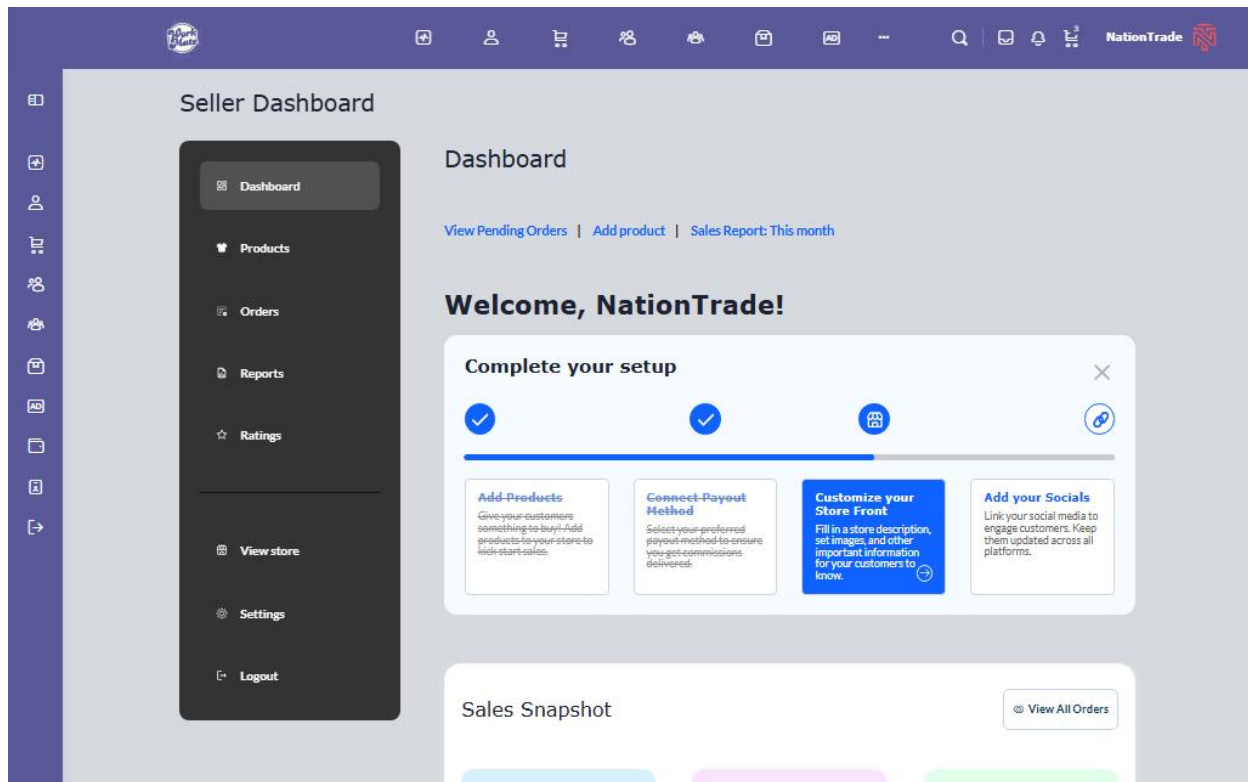 Work
Mate
AD
3
NationTrade
Seller Dashboard
Dashboard
Products
Orders
Reports
Ratings
View store
Settings
Logout
AD
Dashboard
View Pending Orders | Add product | Sales Report: This month
Welcome, NationTrade!
Complete your setup
Add Products
Give your customers
something to buy! Add
products to your store to
kick start sales.
Connect Payout
Method
Select your preferred
payout method to ensure
you get commissions
delivered.
Customize your
Store Front
Fill in a store description,
set images, and other
important information
for your customers to
know.
Add your Socials
Link your social media to
engage customers. Keep
them updated across all
platforms.
Sales Snapshot
View All Orders